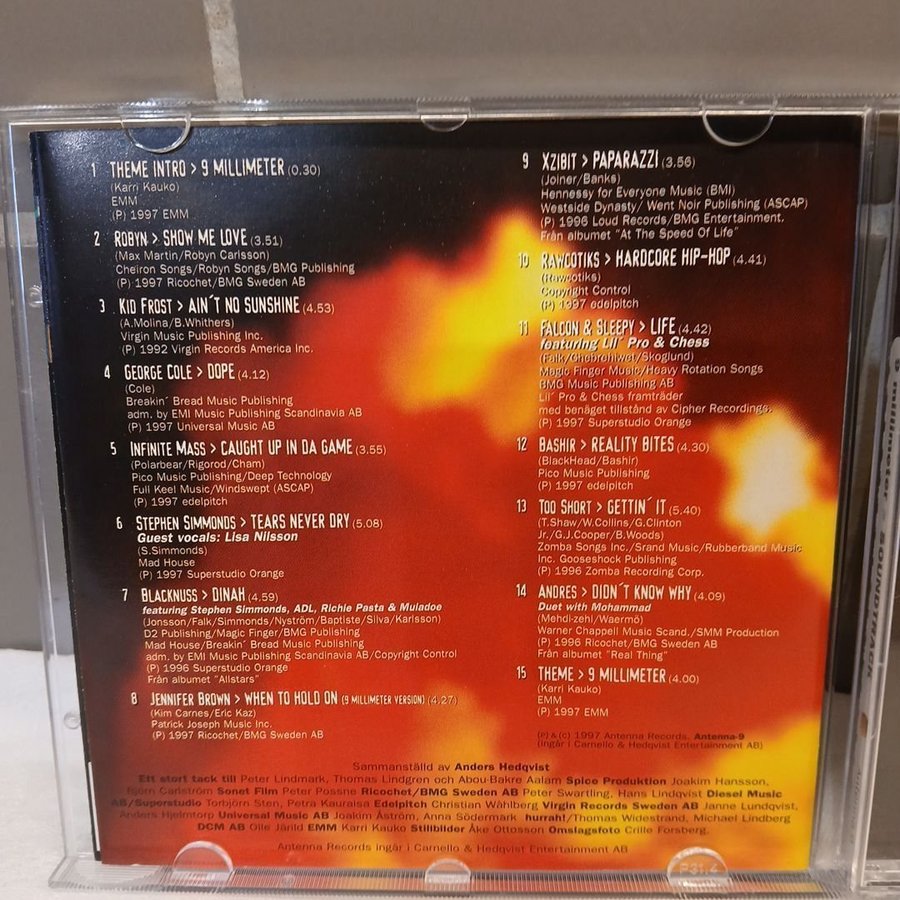 1 THEME INTRO > 9 MILLIMETER (0.30)
(Karri Kauko)
EMM
(P) 1997 EMM
2 ROBYN > SHOW ME LOVE (3.51)
(Max Martin/Robyn Carlsson)
Cheiron Songs/Robyn Songs/BMG Publishing
(P) 1997 Ricochet/BMG Sweden AB
3 KID FROST > AIN´T NO SUNSHINE (4.53)
(A.Molina/B.Whithers)
Virgin Music Publishing Inc.
(P) 1992 Virgin Records America Inc.
4 GEORGE COLE > DOPE (4.12)
(Cole)
Breakin´ Bread Music Publishing
adm. by EMI Music Publishing Scandinavia AB
(P) 1997 Universal Music AB
5 INFINITE MASS > CAUGHT UP IN DA GAME (3.55)
(Polarbear/Rigorod/Cham)
Pico Music Publishing/Deep Technology
Full Keel Music/Windswept (ASCAP)
(P) 1997 edelpitch
6 STEPHEN SIMMONDS > TEARS NEVER DRY (5.08)
Guest vocals: Lisa Nilsson
(S.Simmonds)
Mad House
(P) 1997 Superstudio Orange
7 BLACKNUSS > DINAH (4.59)
featuring Stephen Simmonds, ADL, Richie Pasta & Muladoe
(Jonsson/Falk/Simmonds/Nyström/Baptiste/Silva/Karlsson)
D2 Publishing/Magic Finger/BMG Publishing
Mad House/Breakin´ Bread Music Publishing
adm. by EMI Music Publishing Scandinavia AB/Copyright Control
(P) 1996 Superstudio Orange
Från albumet "Allstars"
8 JENNIFER BROWN > WHEN TO HOLD ON (9 MILLIMETER VERSION) (4.27)
(Kim Carnes/Eric Kaz)
Patrick Joseph Music Inc.
(P) 1997 Ricochet/BMG Sweden AB
9 XZIBIT > PAPARAZZI (3.56)
(Joiner/Banks)
Hennessy for Everyone Music (BMI)
Westside Dynasty/ Went Noir Publishing (ASCAP)
(P) 1996 Loud Records/BMG Entertainment.
Från albumet "At The Speed Of Life"
10 RAWCOTIKS > HARDCORE HIP-HOP (4.41)
(Rawcotiks)
Copyright Control
(P) 1997 edelpitch
11 FALCON & SLEEPY > LIFE (4.42)
featuring Lil´ Pro & Chess
(Falk/Ghebrehiwet/Skoglund)
Magic Finger Music/Heavy Rotation Songs
BMG Music Publishing AB
Lil´ Pro & Chess framträder
med benäget tillstånd av Cipher Recordings.
(P) 1997 Superstudio Orange
12 BASHIR > REALITY BITES (4.30)
(BlackHead/Bashir)
Pico Music Publishing
(P) 1997 edelpitch
13 TOO SHORT > GETTIN´ IT (5.40)
(T.Shaw/W.Collins/G.Clinton
Jr./G.J.Cooper/B.Woods)
Zomba Songs Inc./Srand Music/Rubberband Music
Inc. Gooseshock Publishing
(P) 1996 Zomba Recording Corp.
14 ANDRES > DIDN´T KNOW WHY (4.09)
Duet with Mohammad
(Mehdi-zehl/Waermö)
Warner Chappell Music Scand./SMM Production
(P) 1996 Ricochet/BMG Sweden AB
Från albumet "Real Thing"
15 THEME > 9 MILLIMETER (4.00)
(Karri Kauko)
EMM
(P) 1997 EMM
(P) & (c) 1997 Antenna Records. Antenna-9
(Ingår i Carnello & Hedqvist Entertainment AB)
Sammanställd av Anders Hedqvist
Ett stort tack till Peter Lindmark, Thomas Lindgren och Abou-Bakre Aalam Spice Produktion Joakim Hansson,
Björn Carlström Sonet Film Peter Possne Ricochet/BMG Sweden AB Peter Swartling, Hans Lindqvist Diesel Music
AB/Superstudio Torbjörn Sten, Petra Kauraisa Edelpitch Christian Wåhlberg Virgin Records Sweden AB Janne Lundqvist,
Anders Hjelmtorp Universal Music AB Joakim Åström, Anna Södermark hurrah!/Thomas Widestrand, Michael Lindberg
DCM AB Olle Järild EMM Karri Kauko Stillbilder Åke Ottosson Omslagsfoto Crille Forsberg.
Antenna Records ingår i Carnello & Hedqvist Entertainment AB
9 millimeter SOUNDTRACK